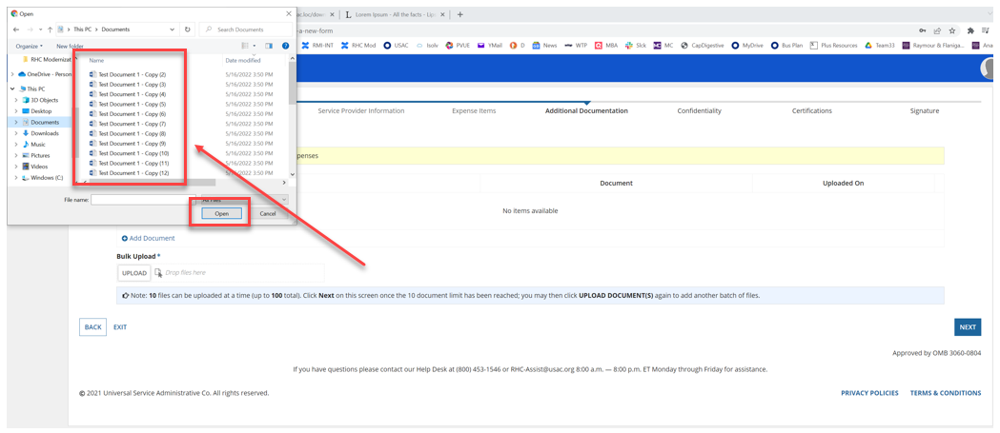 Open
ac.loc/dow
Lorem Ipsum - All the facts - Lip
This PC > Documents
Search Documents
-a-new-form
Organize
New folder
RMI-INT
RHC Mod
USAC
Isolv
PVUE
YMail
D
News
WTP
MBA
Slck
MC
CapDigestive
MyDrive
Bus Plan
Plus Resources
Team33
Raymour & Flaniga...
Ana
RHC Modernizat
OneDrive - Person
This PC
3D Objects
Desktop
Documents
Downloads
Music
Pictures
Videos
Windows (C:)
Name
Date modified
Test Document 1 - Copy (2) 5/16/2022 3:50 PM
Test Document 1 - Copy (3) 5/16/2022 3:50 PM
Test Document 1 - Copy (4) 5/16/2022 3:50 PM
Test Document 1 - Copy (5) 5/16/2022 3:50 PM
Test Document 1 - Copy (6) 5/16/2022 3:50 PM
Test Document 1 - Copy (7) 5/16/2022 3:50 PM
Test Document 1 - Copy (8) 5/16/2022 3:50 PM
Test Document 1 - Copy (9) 5/16/2022 3:50 PM
Test Document 1 - Copy (10) 5/16/2022 3:50 PM
Test Document 1 - Copy (11) 5/16/2022 3:50 PM
Test Document 1 - Copy (12) 5/16/2022 3:50 PM
File name:
All Files
Open
Cancel
Service Provider Information
Expense Items
Additional Documentation
Confidentiality
Certifications
Signature
penses
Document
Uploaded On
No items available
Add Document
Bulk Upload *
UPLOAD
Drop files here
Note: 10 files can be uploaded at a time (up to 100 total). Click Next on this screen once the 10 document limit has been reached; you may then click UPLOAD DOCUMENT(S) again to add another batch of files.
BACK
EXIT
NEXT
Approved by OMB 3060-0804
If you have questions please contact our Help Desk at (800) 453-1546 or RHC-Assist@usac.org 8:00 a.m. — 8:00 p.m. ET Monday through Friday for assistance.
© 2021 Universal Service Administrative Co. All rights reserved.
PRIVACY POLICIES
TERMS & CONDITIONS